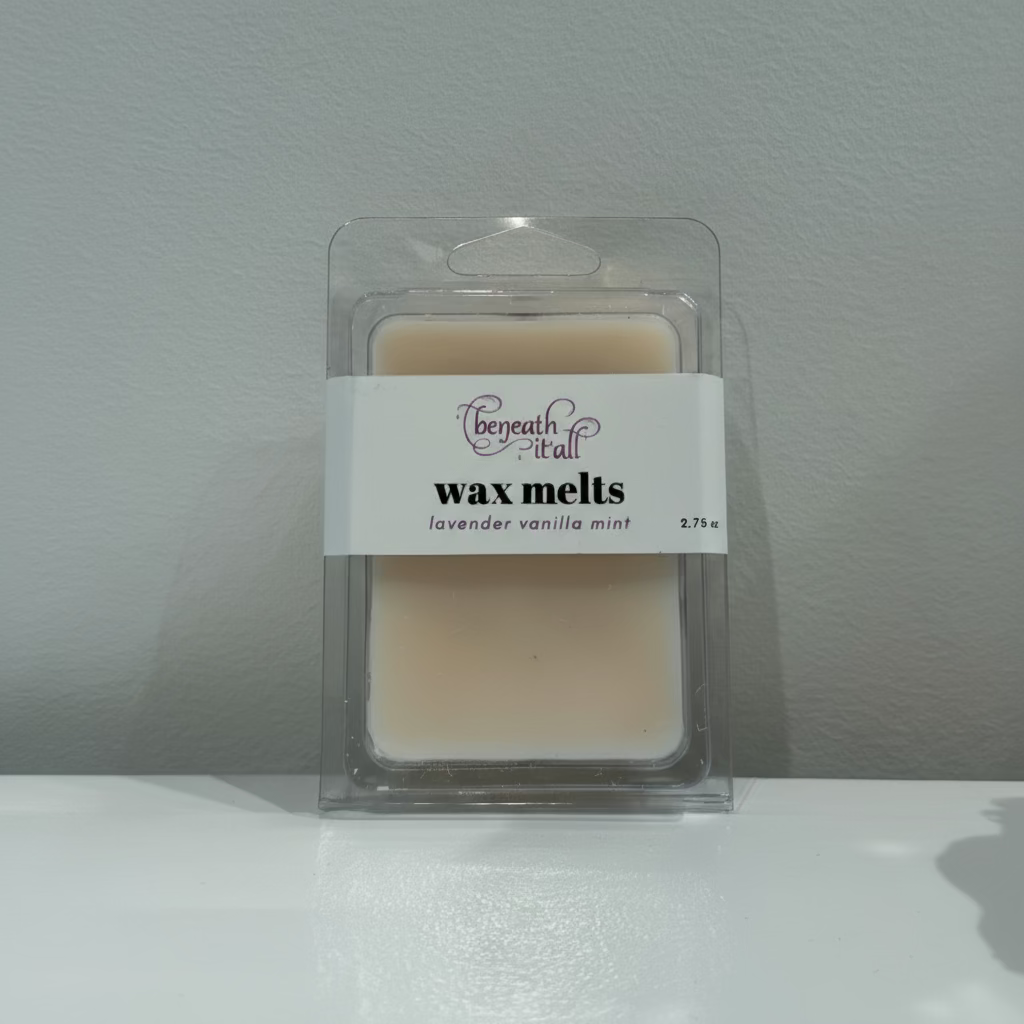 beneath
it all
wax melts
lavender vanilla mint
2.75 oz